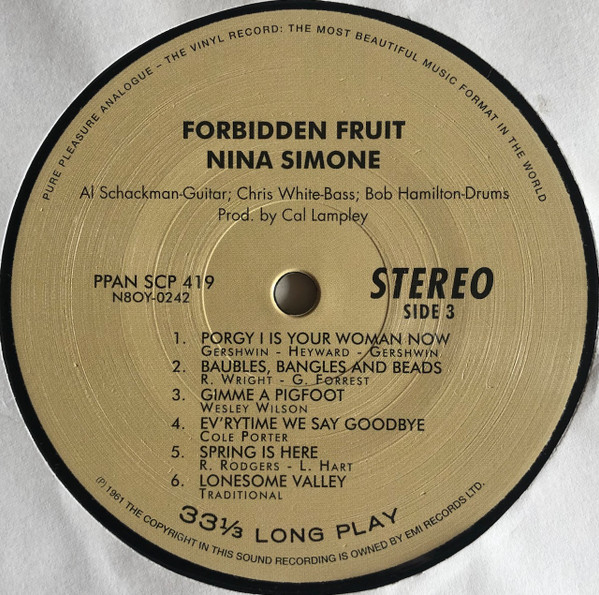 PURE PLEASURE ANALOGUE – THE VINYL RECORD: THE MOST BEAUTIFUL MUSIC FORMAT IN THE WORLD
FORBIDDEN FRUIT
NINA SIMONE
Al Schackman-Guitar; Chris White-Bass; Bob Hamilton-Drums
Prod. by Cal Lampley
PPAN SCP 419
N8OY-0242
STEREO
SIDE 3
1. PORGY I IS YOUR WOMAN NOW
GERSHWIN - HEYWARD - GERSHWIN.
2. BAUBLES, BANGLES AND BEADS
R. WRIGHT - G. FORREST
3. GIMME A PIGFOOT
WESLEY WILSON
4. EV'RYTIME WE SAY GOODBYE
COLE PORTER
5. SPRING IS HERE
R. RODGERS - L. HART
6. LONESOME VALLEY
TRADITIONAL
33⅓ LONG PLAY
(P) 1961 THE COPYRIGHT IN THIS SOUND RECORDING IS OWNED BY EMI RECORDS LTD.